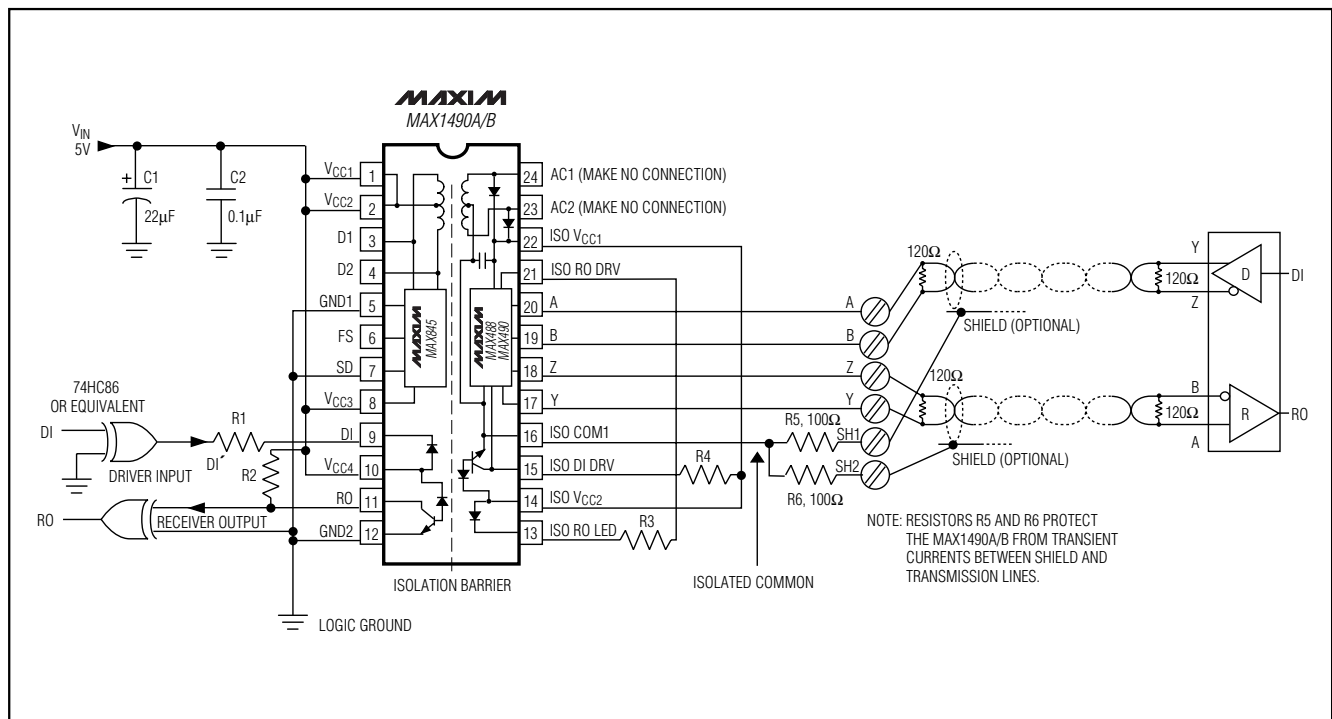 MAXIM
MAX1490A/B
VIN
5V
+ C1
22µF
C2
0.1µF
VCC1
VCC2
D1
D2
GND1
FS
SD
VCC3
DI
VCC4
RO
GND2
1
2
3
4
5
6
7
8
9
10
11
12
MAXIM
MAX845
MAXIM
MAX488
MAX490
24
23
22
21
20
19
18
17
16
15
14
13
AC1 (MAKE NO CONNECTION)
AC2 (MAKE NO CONNECTION)
ISO VCC1
ISO RO DRV
A
B
Z
Y
ISO COM1
ISO DI DRV
ISO VCC2
ISO RO LED
74HC86
OR EQUIVALENT
DI
DRIVER INPUT
R1
DI´
R2
RO
RECEIVER OUTPUT
LOGIC GROUND
ISOLATION BARRIER
R3
R4
ISOLATED COMMON
A
B
Z
Y
R5, 100Ω
SH1
SH2
R6, 100Ω
120Ω
SHIELD (OPTIONAL)
120Ω
120Ω
SHIELD (OPTIONAL)
120Ω
Y
Z
D
DI
B
A
R
RO
NOTE: RESISTORS R5 AND R6 PROTECT
THE MAX1490A/B FROM TRANSIENT
CURRENTS BETWEEN SHIELD AND
TRANSMISSION LINES.